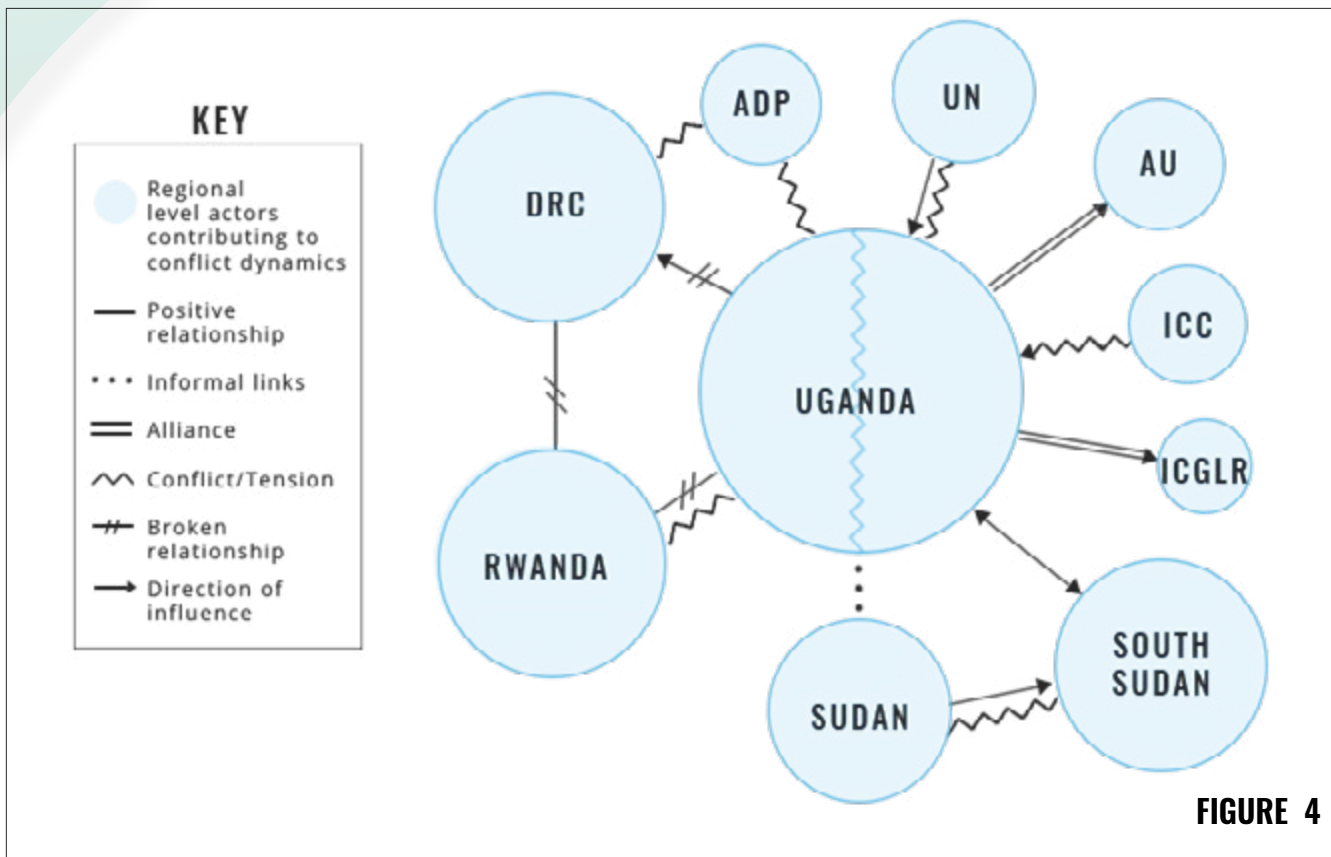 KEY
Regional
level actors
contributing to
conflict dynamics
Positive
relationship
Informal links
Alliance
Conflict/Tension
Broken
relationship
Direction of
influence
DRC
ADP
UN
AU
ICC
UGANDA
ICGLR
RWANDA
SOUTH
SUDAN
SUDAN
FIGURE 4